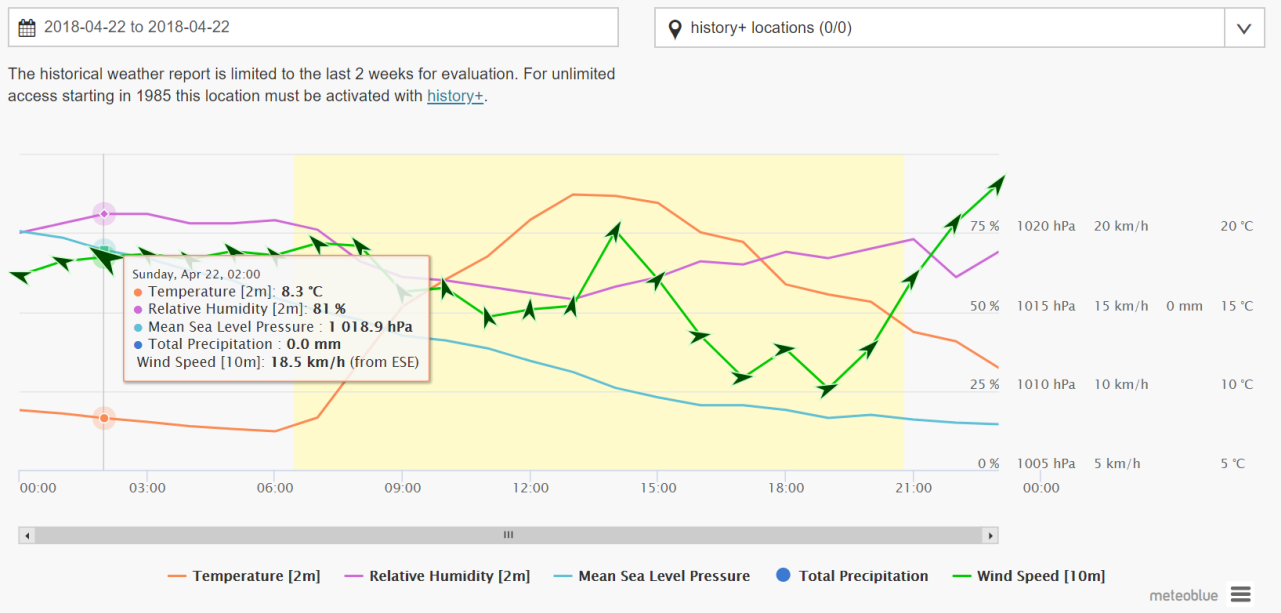 2018-04-22 to 2018-04-22
history+ locations (0/0)
The historical weather report is limited to the last 2 weeks for evaluation. For unlimited
access starting in 1985 this location must be activated with history+.
75 % 1020 hPa 20 km/h 20 °C
Sunday, Apr 22, 02:00
Temperature [2m]: 8.3 °C
Relative Humidity [2m]: 81 %
Mean Sea Level Pressure : 1 018.9 hPa
Total Precipitation : 0.0 mm
Wind Speed [10m]: 18.5 km/h (from ESE)
50 % 1015 hPa 15 km/h 0 mm 15 °C
25 % 1010 hPa 10 km/h 10 °C
0 % 1005 hPa 5 km/h 5 °C
00:00 03:00 06:00 09:00 12:00 15:00 18:00 21:00 00:00
Temperature [2m] Relative Humidity [2m] Mean Sea Level Pressure Total Precipitation Wind Speed [10m]
meteoblue